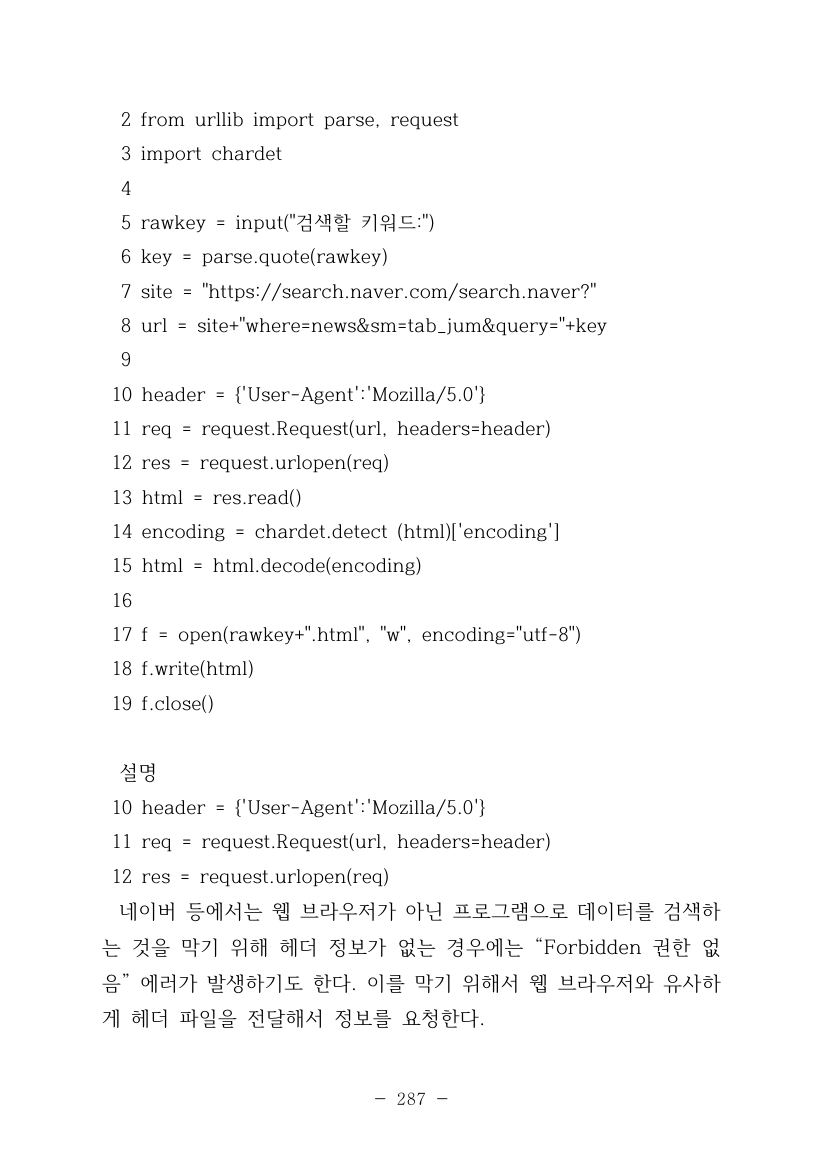 2 from urllib import parse, request
3 import chardet
4
5 rawkey = input("검색할 키워드:")
6 key = parse.quote(rawkey)
7 site = "https://search.naver.com/search.naver?"
8 url = site+"where=news&sm=tab_jum&query="+key
9
10 header = {'User-Agent':'Mozilla/5.0'}
11 req = request.Request(url, headers=header)
12 res = request.urlopen(req)
13 html = res.read()
14 encoding = chardet.detect (html)['encoding']
15 html = html.decode(encoding)
16
17 f = open(rawkey+".html", "w", encoding="utf-8")
18 f.write(html)
19 f.close()
설명
10 header = {'User-Agent':'Mozilla/5.0'}
11 req = request.Request(url, headers=header)
12 res = request.urlopen(req)
네이버 등에서는 웹 브라우저가 아닌 프로그램으로 데이터를 검색하
는 것을 막기 위해 헤더 정보가 없는 경우에는 “Forbidden 권한 없
음” 에러가 발생하기도 한다. 이를 막기 위해서 웹 브라우저와 유사하
게 헤더 파일을 전달해서 정보를 요청한다.
- 287 -